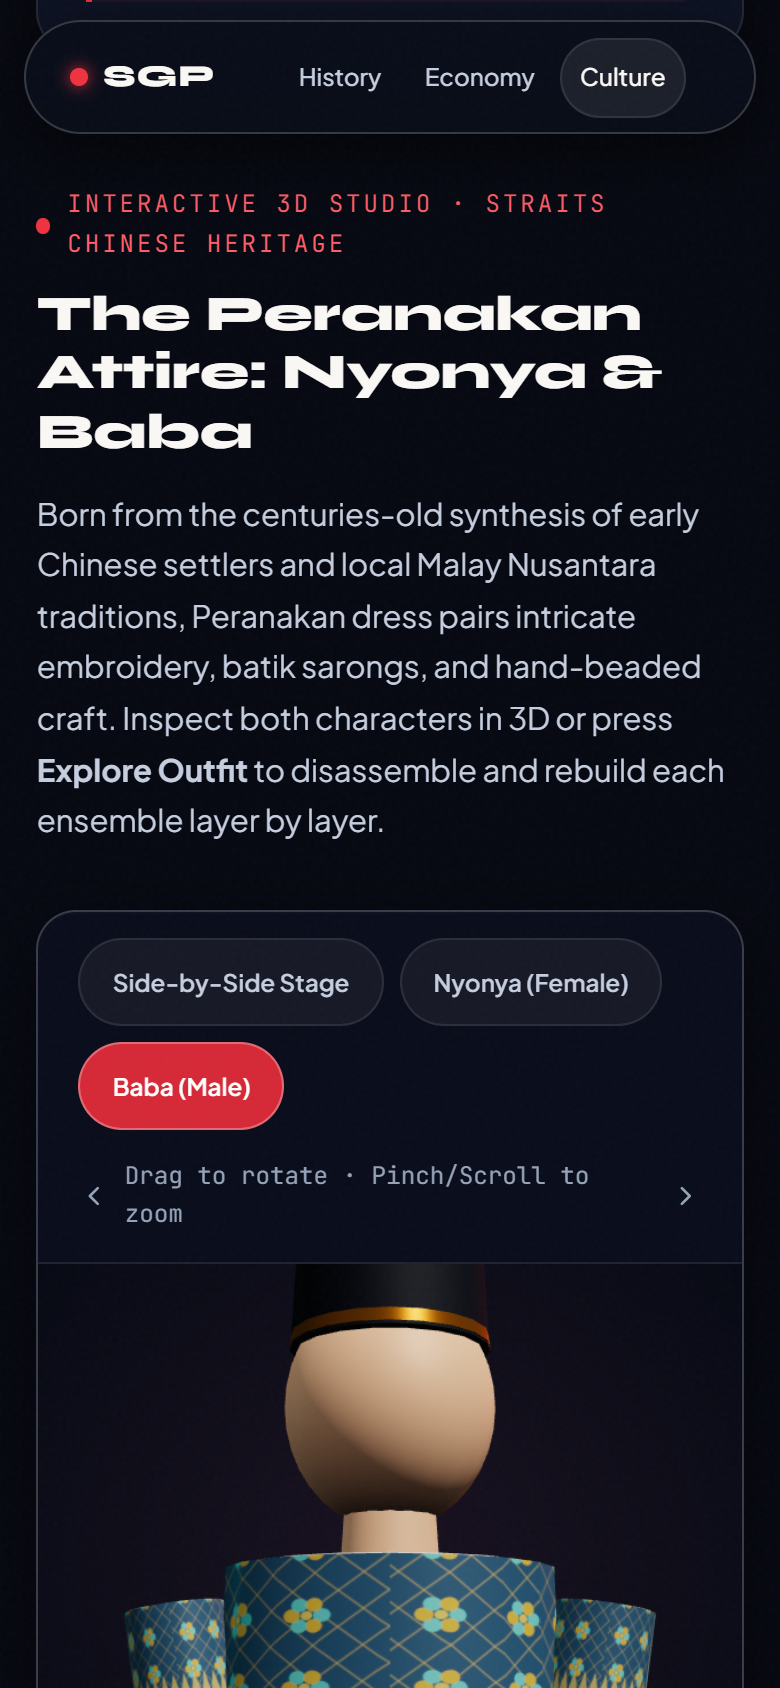 SGP
History
Economy
Culture
INTERACTIVE 3D STUDIO · STRAITS
CHINESE HERITAGE
The Peranakan
Attire: Nyonya &
Baba
Born from the centuries-old synthesis of early
Chinese settlers and local Malay Nusantara
traditions, Peranakan dress pairs intricate
embroidery, batik sarongs, and hand-beaded
craft. Inspect both characters in 3D or press
Explore Outfit to disassemble and rebuild each
ensemble layer by layer.
Side-by-Side Stage
Nyonya (Female)
Baba (Male)
Drag to rotate · Pinch/Scroll to
zoom